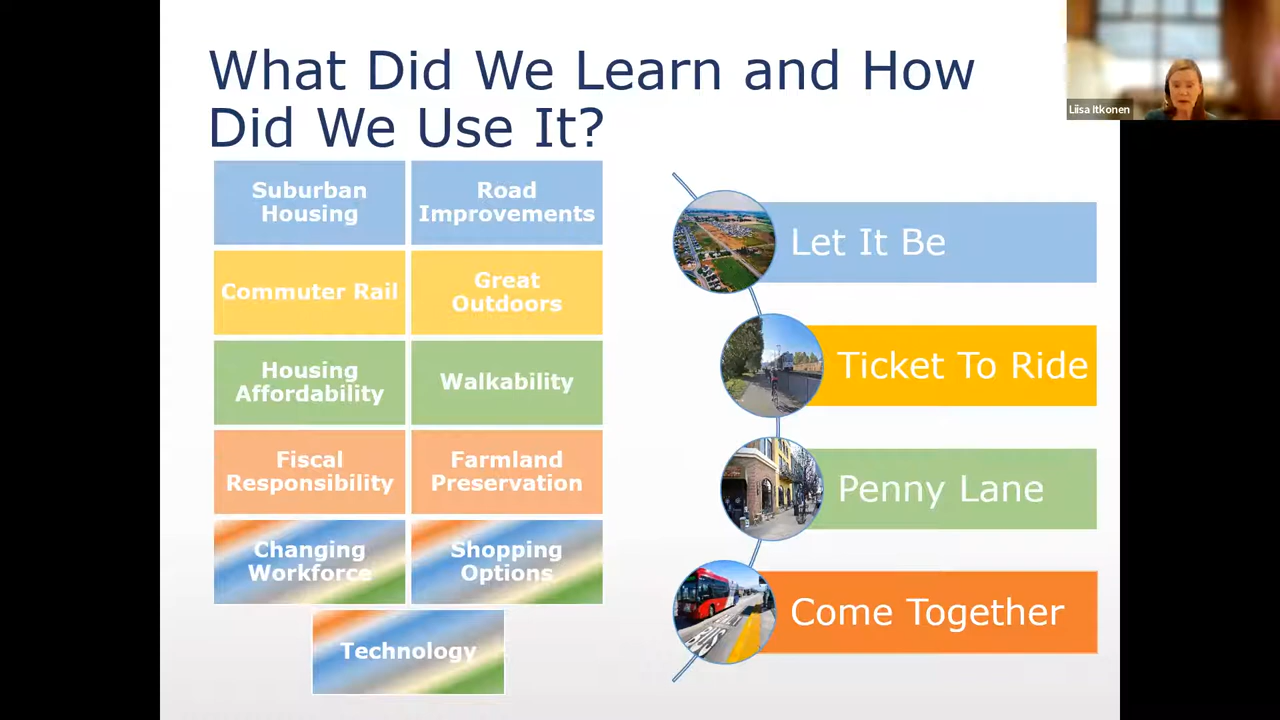 What Did We Learn and How
Did We Use It?
Liisa Itkonen
Suburban
Housing
Road
Improvements
Commuter Rail
Great
Outdoors
Housing
Affordability
Walkability
Fiscal
Responsibility
Farmland
Preservation
Changing
Workforce
Shopping
Options
Technology
Let It Be
Ticket To Ride
Penny Lane
Come Together
BUS